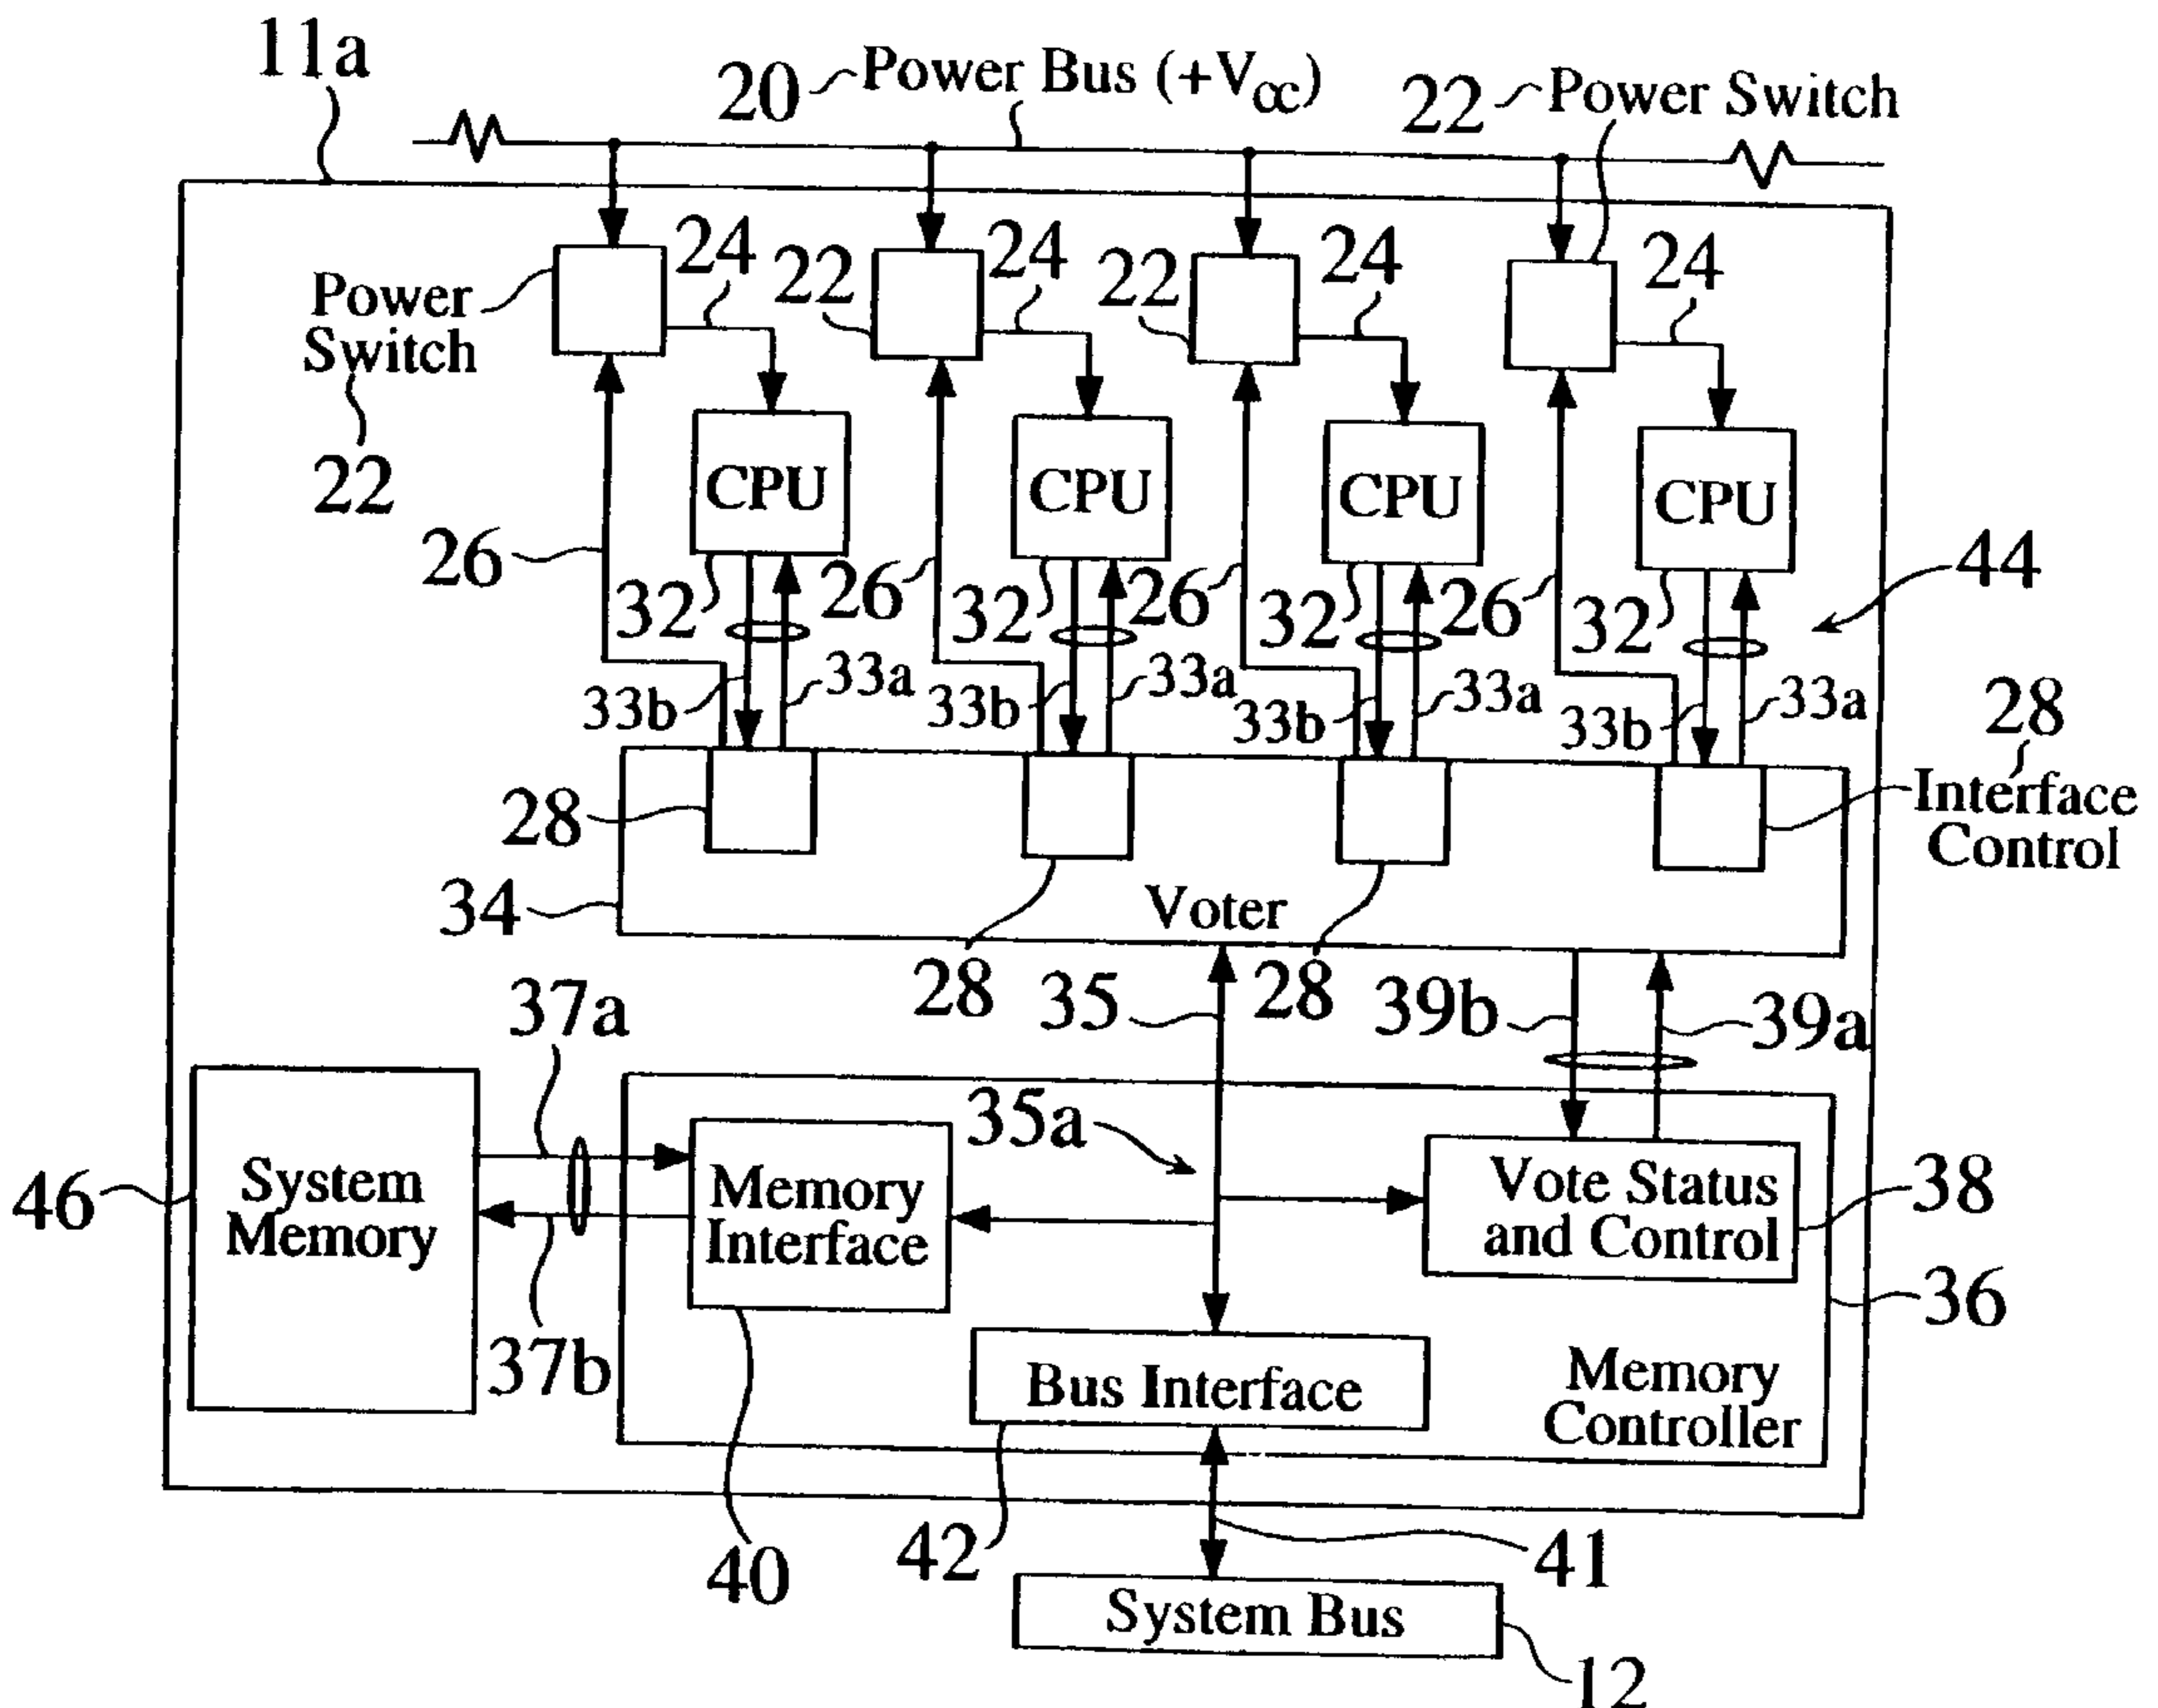 11a
20 Power Bus (+Vcc)
22 Power Switch
Power
Switch
22
24
22
24
22
24
24
CPU
CPU
CPU
CPU
26
32
26
32
26
32
26
32
44
33b
33a
33b
33a
33b
33a
33b
33a
28
Interface
Control
28
34
Voter
28
35
28
39b
39a
37a
35a
46
System
Memory
Memory
Interface
Vote Status
and Control
38
36
37b
Bus Interface
Memory
Controller
40
42
41
System Bus
12